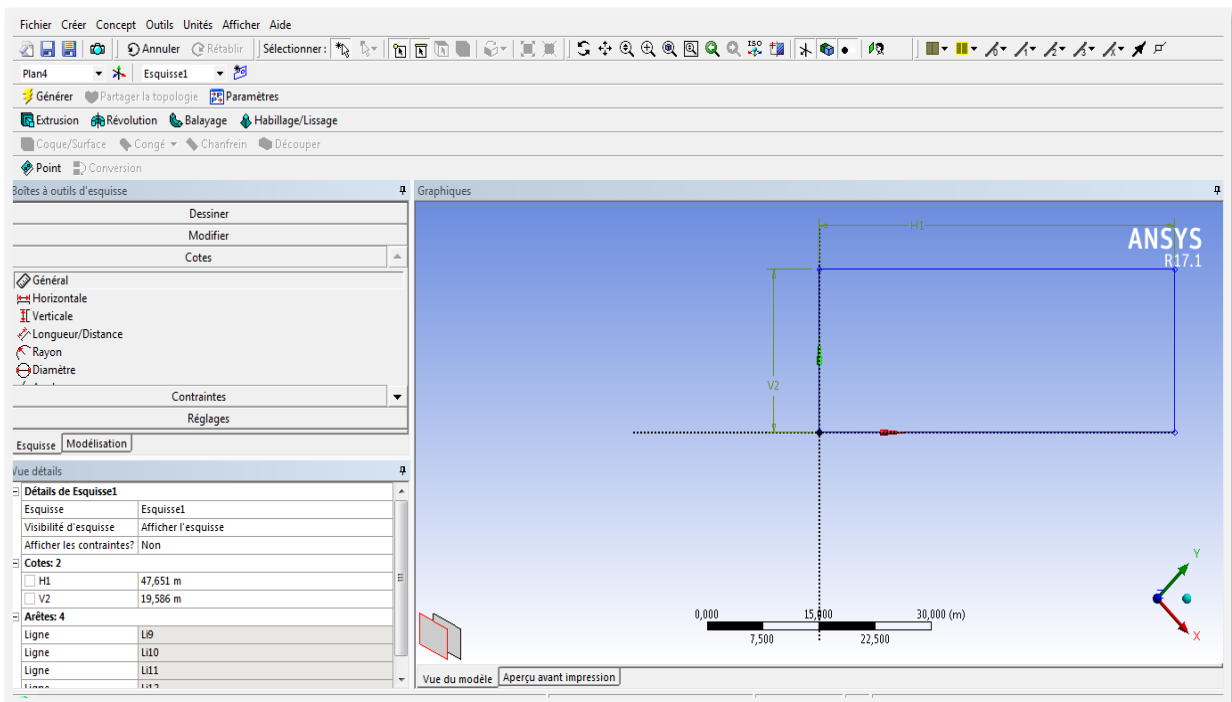 Fichier Créer Concept Outils Unités Afficher Aide
Annuler Rétablir Sélectionner: ISO
Plan4 Esquisse1
Générer Partager la topologie Paramètres
Extrusion Révolution Balayage Habillage/Lissage
Coque/Surface Congé Chanfrein Découper
Point Conversion
Boîtes à outils d'esquisse
Dessiner
Modifier
Cotes
Général
Horizontale
Verticale
Longueur/Distance
Rayon
Diamètre
Contraintes
Réglages
Esquisse Modélisation
Vue détails
Détails de Esquisse1
Esquisse Esquisse1
Visibilité d'esquisse Afficher l'esquisse
Afficher les contraintes? Non
Cotes: 2
H1 47,651 m
V2 19,586 m
Arêtes: 4
Ligne Ll9
Ligne Ll10
Ligne Ll11
Ligne
Graphiques
H1
ANSYS
R17.1
V2
Y
X
0,000 15,000 30,000 (m)
7,500 22,500
Vue du modèle Aperçu avant impression